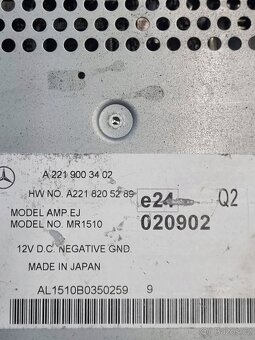 A 221 900 34 02
HW NO. A221 820 52 89
e24 Q2
MODEL AMP.EJ
MODEL NO. MR1510
020902
12V D.C. NEGATIVE GND.
MADE IN JAPAN
AL1510B0350259 9